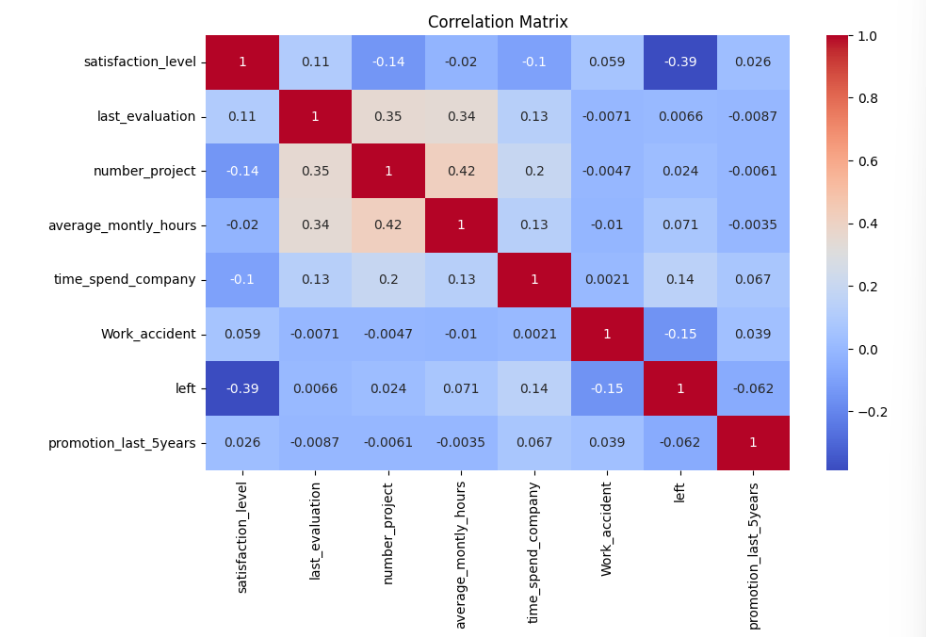 Correlation Matrix
satisfaction_level 1 0.11 -0.14 -0.02 -0.1 0.059 -0.39 0.026
last_evaluation 0.11 1 0.35 0.34 0.13 -0.0071 0.0066 -0.0087
number_project -0.14 0.35 1 0.42 0.2 -0.0047 0.024 -0.0061
average_montly_hours -0.02 0.34 0.42 1 0.13 -0.01 0.071 -0.0035
time_spend_company -0.1 0.13 0.2 0.13 1 0.0021 0.14 0.067
Work_accident 0.059 -0.0071 -0.0047 -0.01 0.0021 1 -0.15 0.039
left -0.39 0.0066 0.024 0.071 0.14 -0.15 1 -0.062
promotion_last_5years 0.026 -0.0087 -0.0061 -0.0035 0.067 0.039 -0.062 1
satisfaction_level
last_evaluation
number_project
average_montly_hours
time_spend_company
Work_accident
left
promotion_last_5years
1.0
0.8
0.6
0.4
0.2
0.0
−0.2